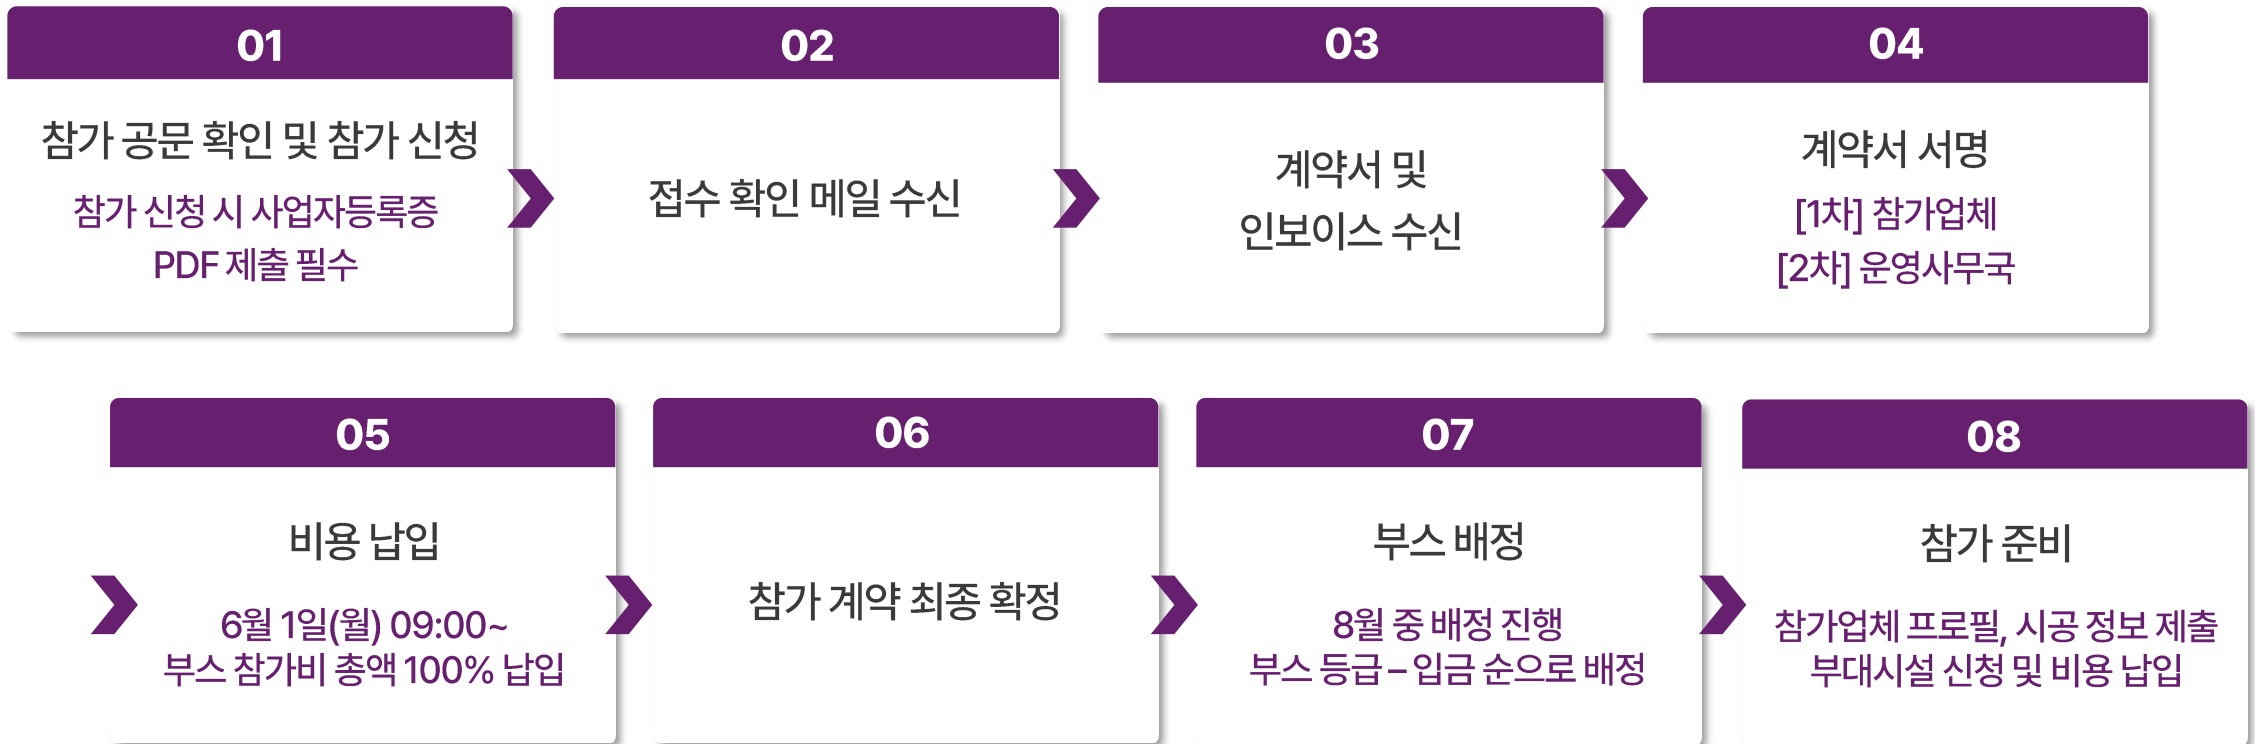 01
참가 공문 확인 및 참가 신청
참가 신청 시 사업자등록증
PDF 제출 필수
02
접수 확인 메일 수신
03
계약서 및
인보이스 수신
04
계약서 서명
[1차] 참가업체
[2차] 운영사무국
05
비용 납입
6월 1일(월) 09:00~
부스 참가비 총액 100% 납입
06
참가 계약 최종 확정
07
부스 배정
8월 중 배정 진행
부스 등급 – 입금 순으로 배정
08
참가 준비
참가업체 프로필, 시공 정보 제출
부대시설 신청 및 비용 납입